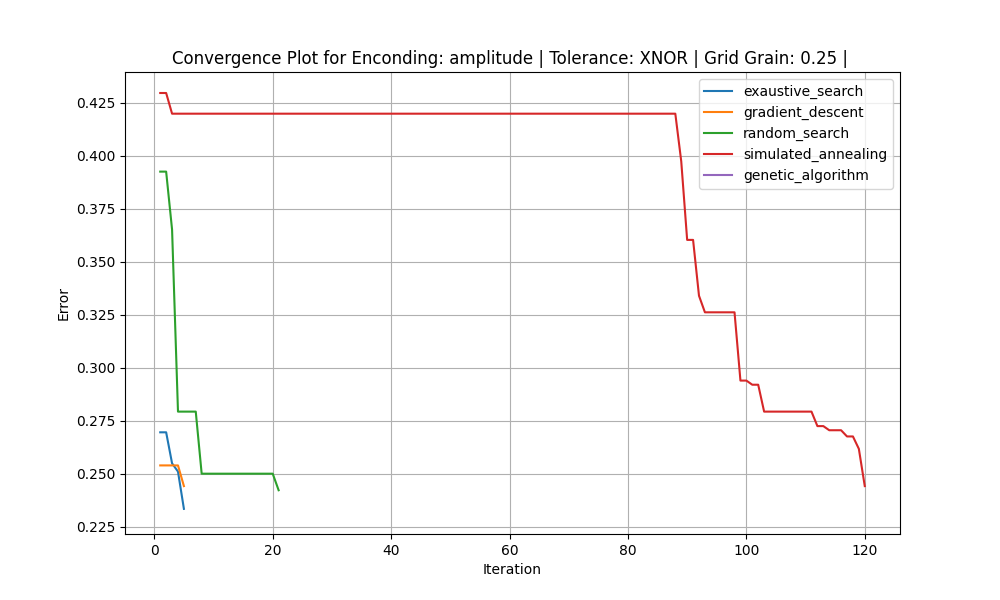 Convergence Plot for Enconding: amplitude | Tolerance: XNOR | Grid Grain: 0.25 |
exaustive_search
gradient_descent
random_search
simulated_annealing
genetic_algorithm
Error
0.425
0.400
0.375
0.350
0.325
0.300
0.275
0.250
0.225
0 20 40 60 80 100 120
Iteration